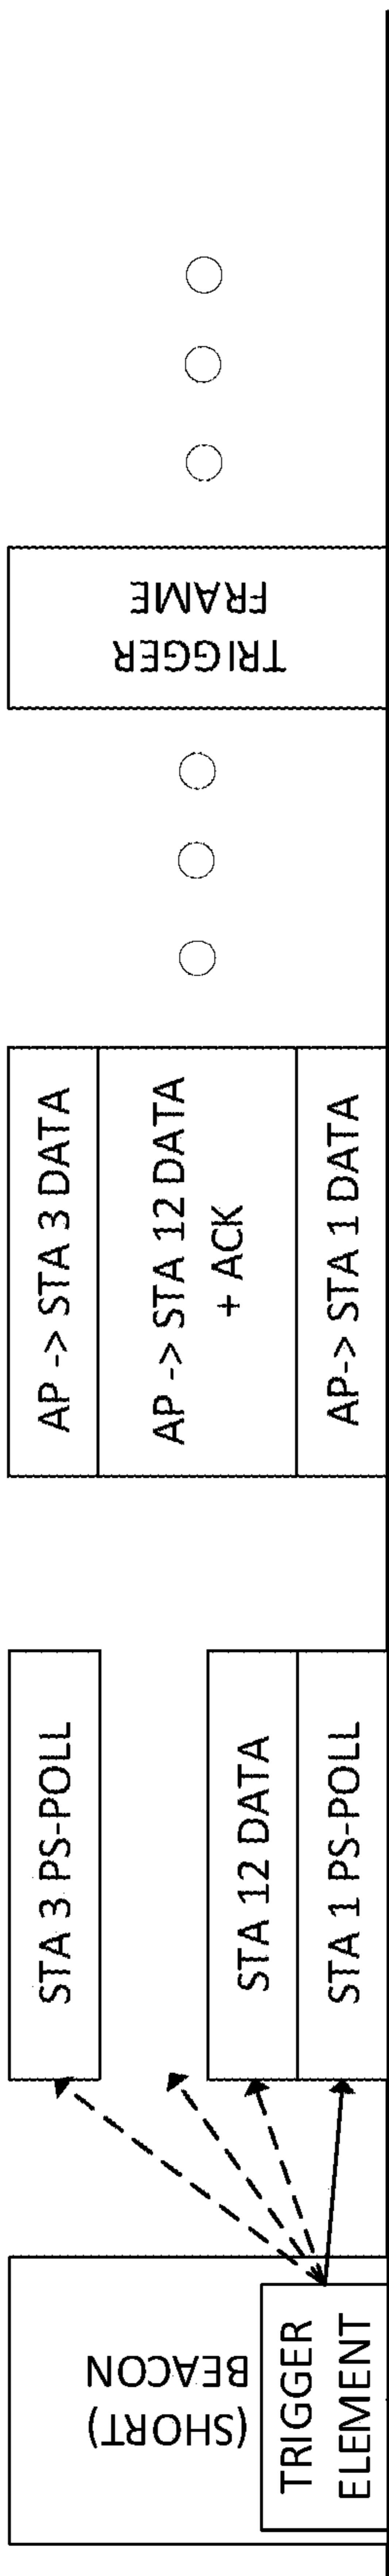 (SHORT)
BEACON
TRIGGER
ELEMENT
STA 3 PS-POLL
STA 12 DATA
STA 1 PS-POLL
AP -> STA 3 DATA
AP -> STA 12 DATA
+ ACK
AP-> STA 1 DATA
TRIGGER
FRAME